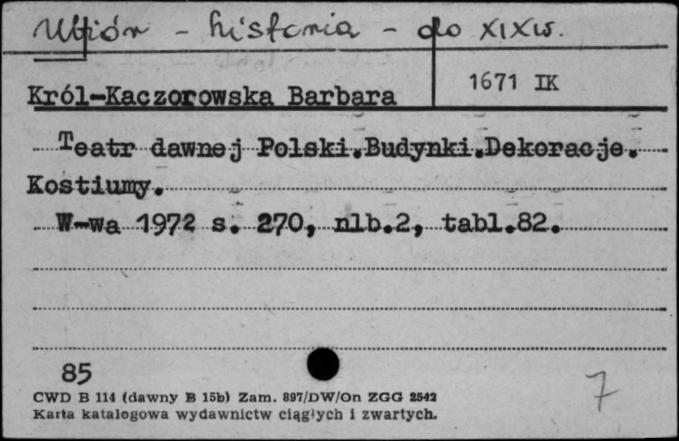 Ubiór - historia - do XIX w.
1671 IK
Król-Kaczorowska Barbara
Teatr dawnej Polski.Budynki.Dekoracje.
Kostiumy.
W-wa 1972 s. 270, nlb.2, tabl.82.
85
7
CWD B 114 (dawny B 15b) Zam. 897/DW/On ZGG 2542
Karta katalogowa wydawnictw ciągłych i zwartych.